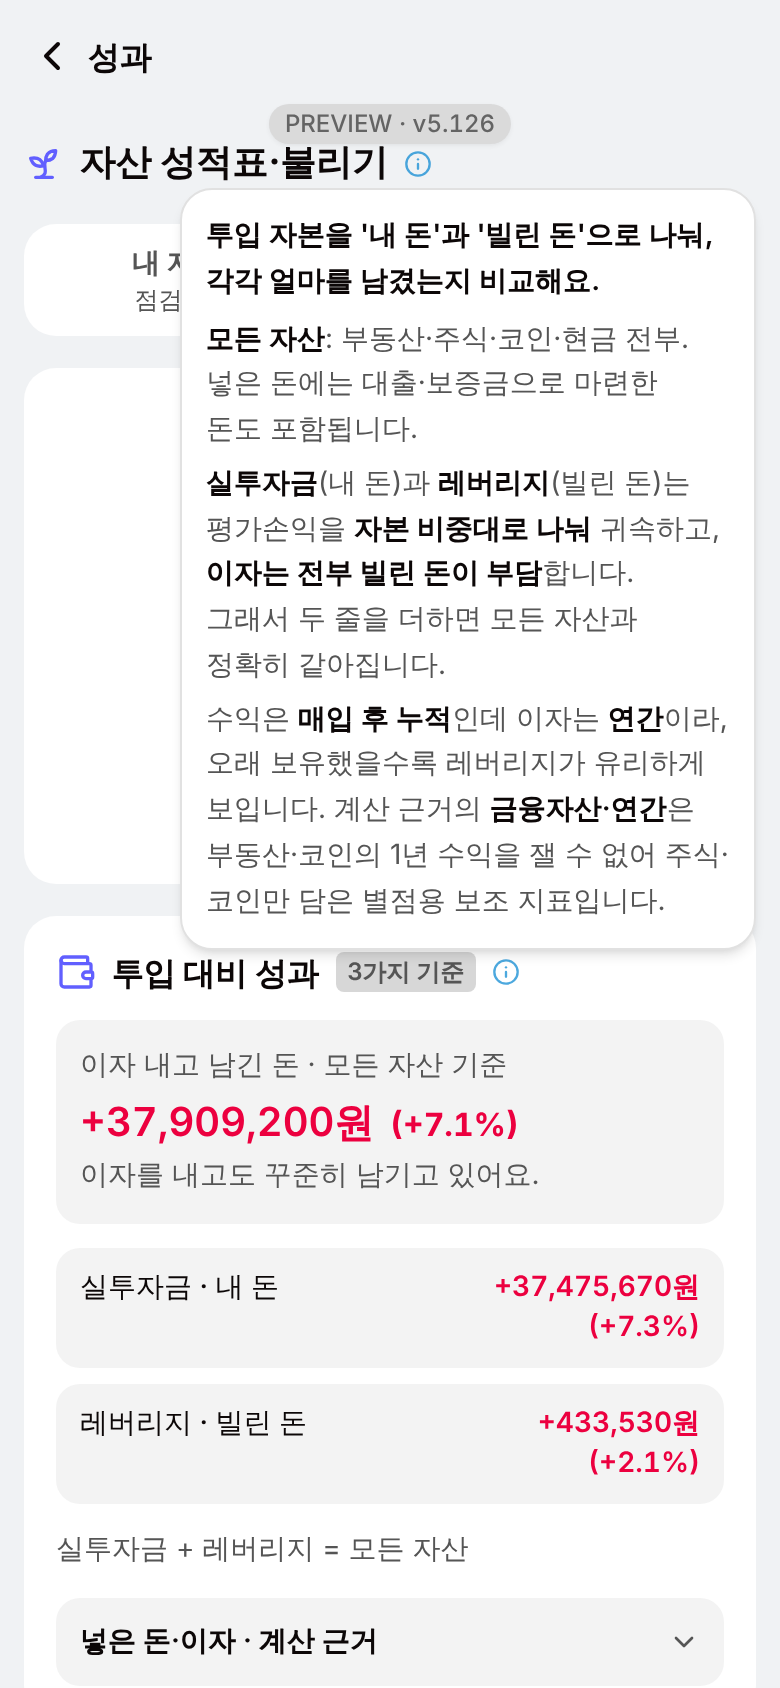 성과
PREVIEW · v5.126
자산 성적표·불리기
내
점검
투입 자본을 '내 돈'과 '빌린 돈'으로 나눠,
각각 얼마를 남겼는지 비교해요.
모든 자산: 부동산·주식·코인·현금 전부.
넣은 돈에는 대출·보증금으로 마련한
돈도 포함됩니다.
실투자금(내 돈)과 레버리지(빌린 돈)는
평가손익을 자본 비중대로 나눠 귀속하고,
이자는 전부 빌린 돈이 부담합니다.
그래서 두 줄을 더하면 모든 자산과
정확히 같아집니다.
수익은 매입 후 누적인데 이자는 연간이라,
오래 보유했을수록 레버리지가 유리하게
보입니다. 계산 근거의 금융자산·연간은
부동산·코인의 1년 수익을 잴 수 없어 주식·
코인만 담은 별점용 보조 지표입니다.
투입 대비 성과 3가지 기준
이자 내고 남긴 돈 · 모든 자산 기준
+37,909,200원 (+7.1%)
이자를 내고도 꾸준히 남기고 있어요.
실투자금 · 내 돈 +37,475,670원
(+7.3%)
레버리지 · 빌린 돈 +433,530원
(+2.1%)
실투자금 + 레버리지 = 모든 자산
넣은 돈·이자 · 계산 근거